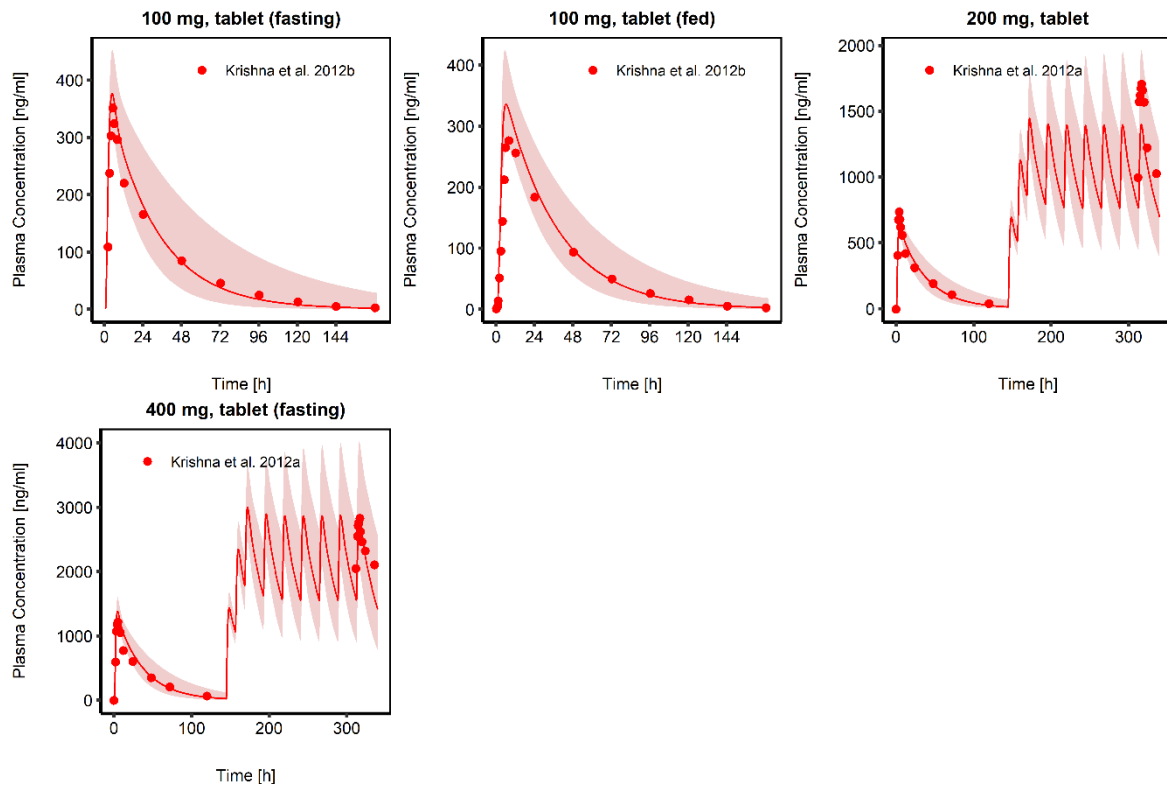 100 mg, tablet (fasting)
Plasma Concentration [ng/ml]
400
300
200
100
0
Krishna et al. 2012b
0 24 48 72 96 120 144
Time [h]
100 mg, tablet (fed)
Plasma Concentration [ng/ml]
400
300
200
100
0
Krishna et al. 2012b
0 24 48 72 96 120 144
Time [h]
200 mg, tablet
Plasma Concentration [ng/ml]
2000
1500
1000
500
0
Krishna et al. 2012a
0 100 200 300
Time [h]
400 mg, tablet (fasting)
Plasma Concentration [ng/ml]
4000
3000
2000
1000
0
Krishna et al. 2012a
0 100 200 300
Time [h]